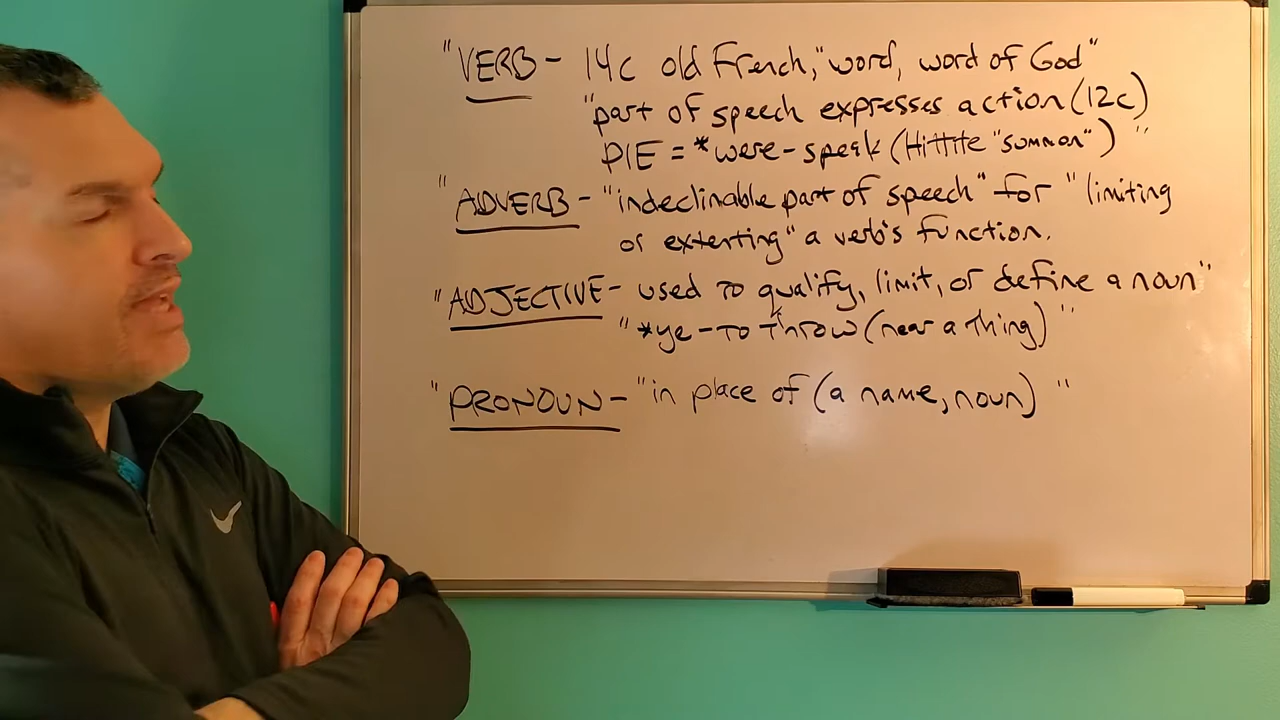 "VERB - 14c old French, "word, word of God"
"part of speech expresses action (12c)
PIE = *were - speak (Hittite "summon") "
"ADVERB - "indeclinable part of speech" for "limiting
or extenting" a verb's function.
"ADJECTIVE - used to qualify, limit, or define a noun"
"*ye - to throw (near a thing) "
"PRONOUN - "in place of (a name, noun) "